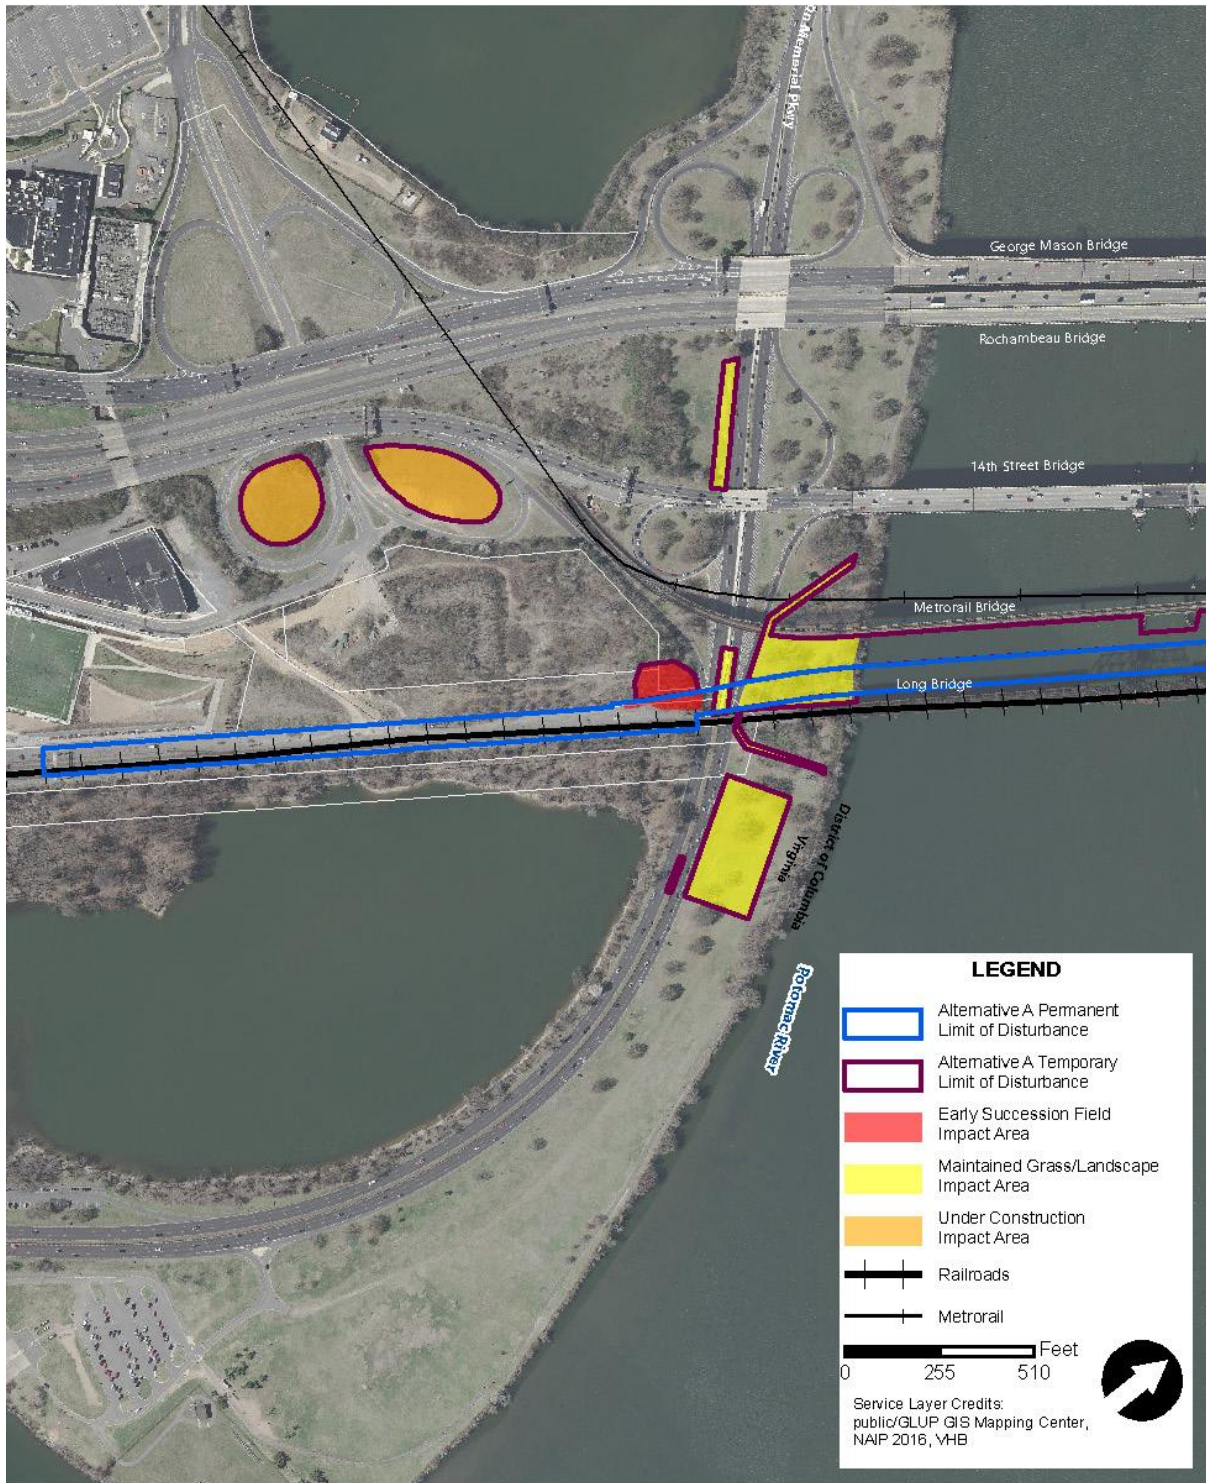 on Memorial Pkwy
George Mason Bridge
Rochambeau Bridge
14th Street Bridge
Metrorail Bridge
Long Bridge
District of Columbia
Virginia
Potomac River
LEGEND
Alternative A Permanent
Limit of Disturbance
Alternative A Temporary
Limit of Disturbance
Early Succession Field
Impact Area
Maintained Grass/Landscape
Impact Area
Under Construction
Impact Area
Railroads
Metrorail
Feet
0 255 510
Service Layer Credits:
public/GLUP GIS Mapping Center,
NAIP 2016, VHB